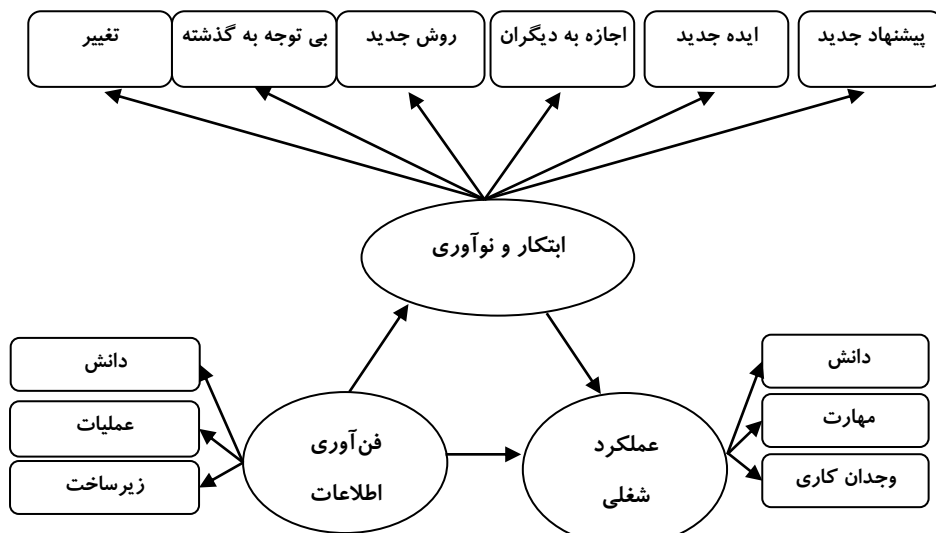 پیشنهاد جدید
ایده جدید
اجازه به دیگران
روش جدید
بی توجه به گذشته
تغییر
ابتکار و نوآوری
دانش
مهارت
وجدان کاری
عملکرد
شغلی
فن‌آوری
اطلاعات
دانش
عملیات
زیرساخت